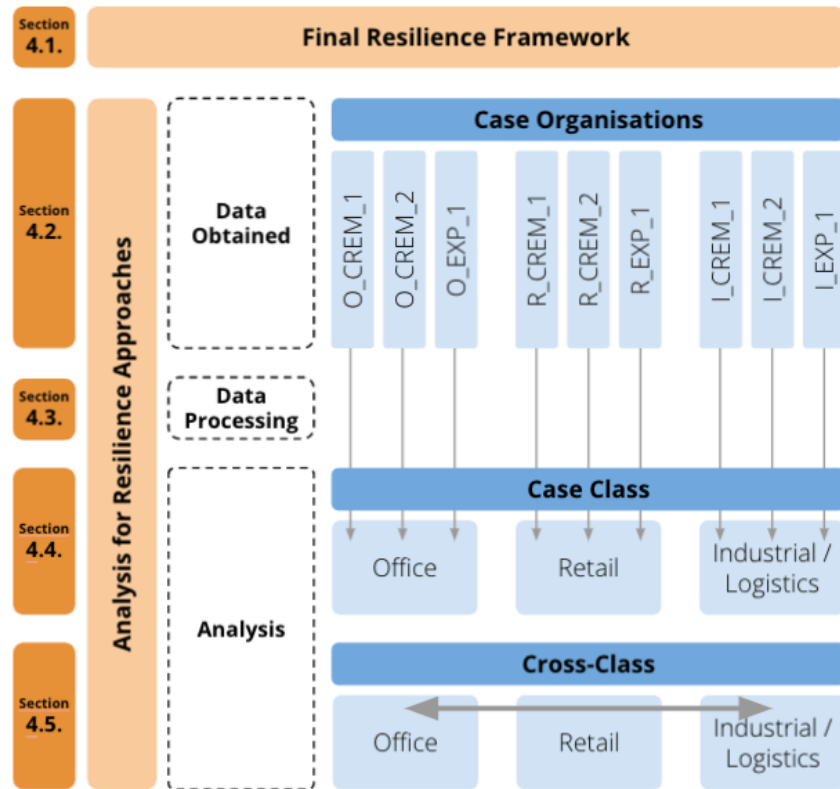 Section
4.1.
Final Resilience Framework
Section
4.2.
Analysis for Resilience Approaches
Data
Obtained
Case Organisations
O_CREM_1
O_CREM_2
O_EXP_1
R_CREM_1
R_CREM_2
R_EXP_1
I_CREM_1
I_CREM_2
I_EXP_1
Section
4.3.
Data
Processing
Section
4.4.
Analysis
Case Class
Office
Retail
Industrial /
Logistics
Section
4.5.
Cross-Class
Office
Retail
Industrial /
Logistics